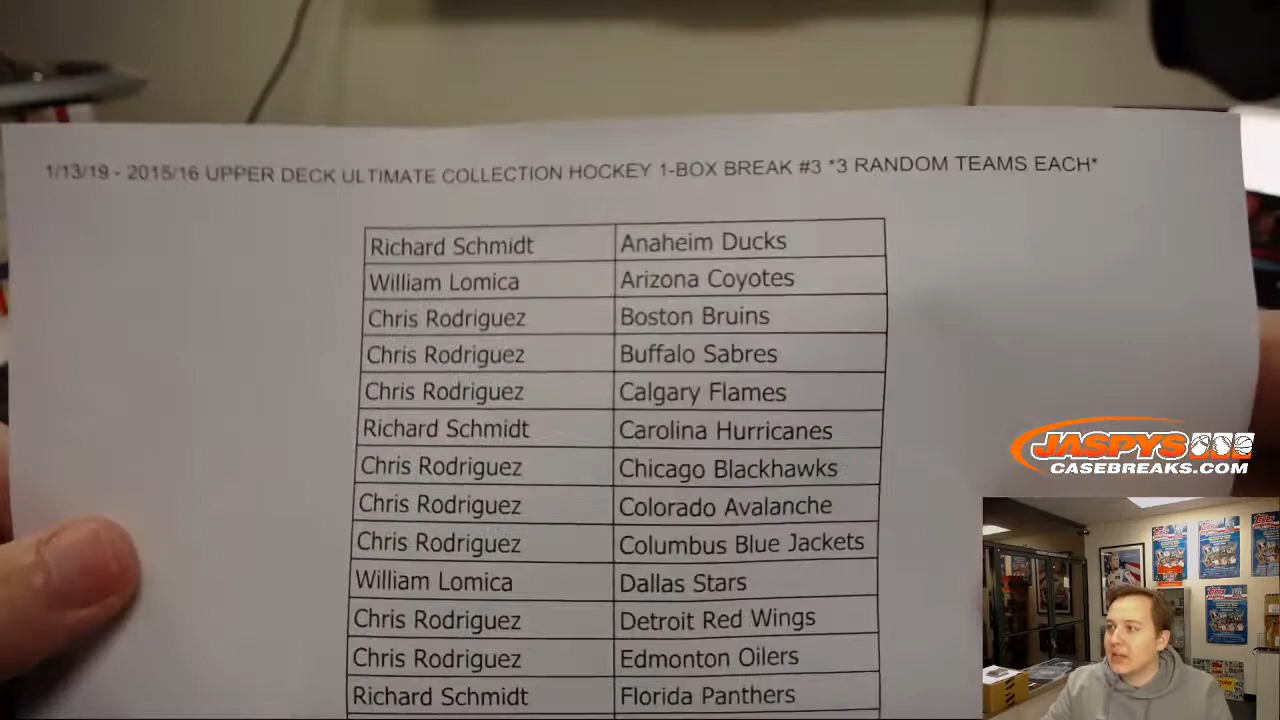 1/13/19 - 2015/16 UPPER DECK ULTIMATE COLLECTION HOCKEY 1-BOX BREAK #3 *3 RANDOM TEAMS EACH*
Richard Schmidt Anaheim Ducks
William Lomica Arizona Coyotes
Chris Rodriguez Boston Bruins
Chris Rodriguez Buffalo Sabres
Chris Rodriguez Calgary Flames
Richard Schmidt Carolina Hurricanes
Chris Rodriguez Chicago Blackhawks
Chris Rodriguez Colorado Avalanche
Chris Rodriguez Columbus Blue Jackets
William Lomica Dallas Stars
Chris Rodriguez Detroit Red Wings
Chris Rodriguez Edmonton Oilers
Richard Schmidt Florida Panthers
JASPYS
CASEBREAKS.COM